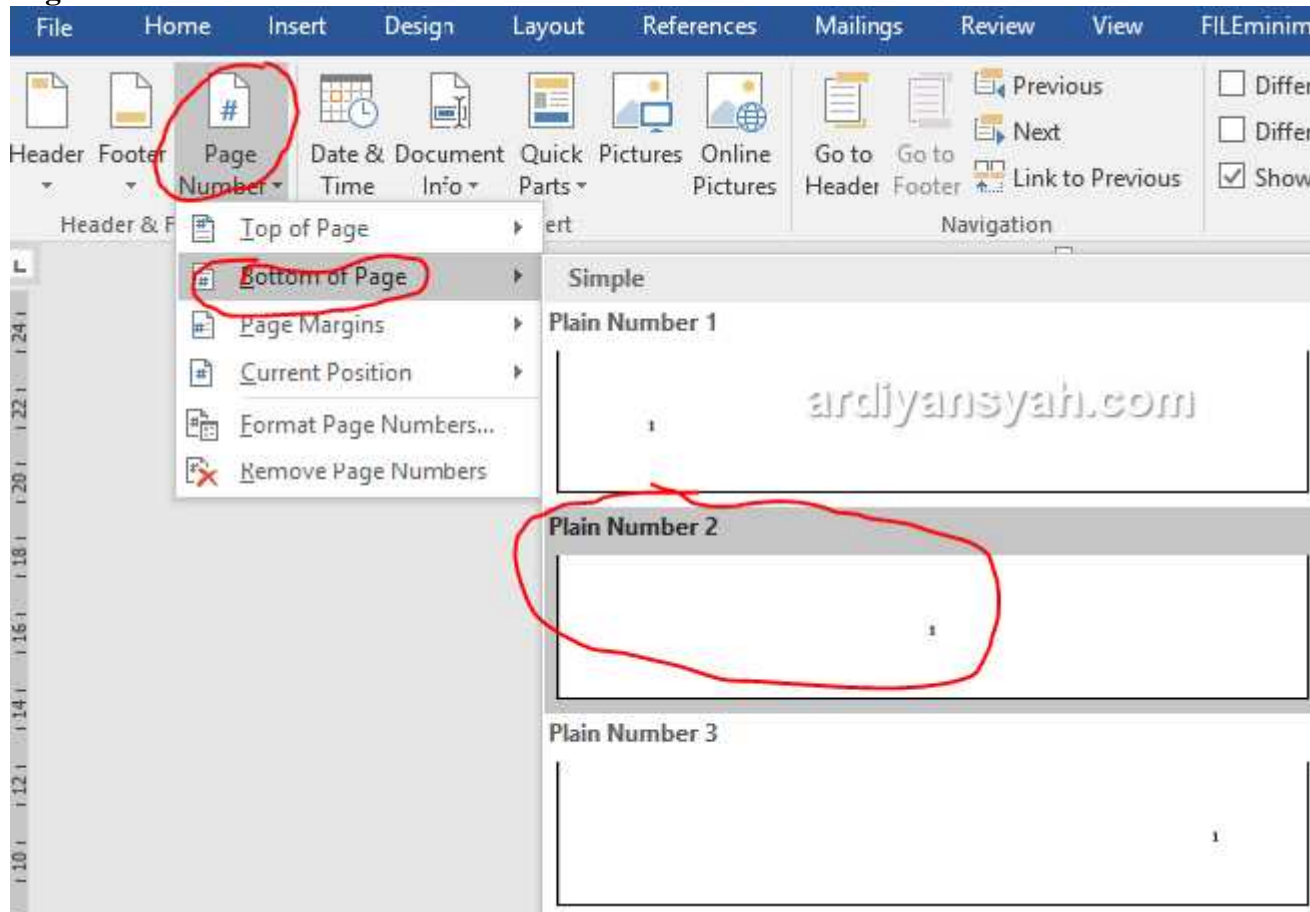 File Home Insert Design Layout References Mailings Review View FILEminim
Header Footer Page Number Date & Time Document Info Quick Parts Pictures Online Pictures Go to Header Go to Footer Previous Next Link to Previous Differ Differ Show
Header & F ert Navigation
Top of Page
Bottom of Page
Page Margins
Current Position
Format Page Numbers...
Remove Page Numbers
Simple
Plain Number 1
ardiyansyah.com
1
Plain Number 2
1
Plain Number 3
1
24
22
20
18
16
14
12
10